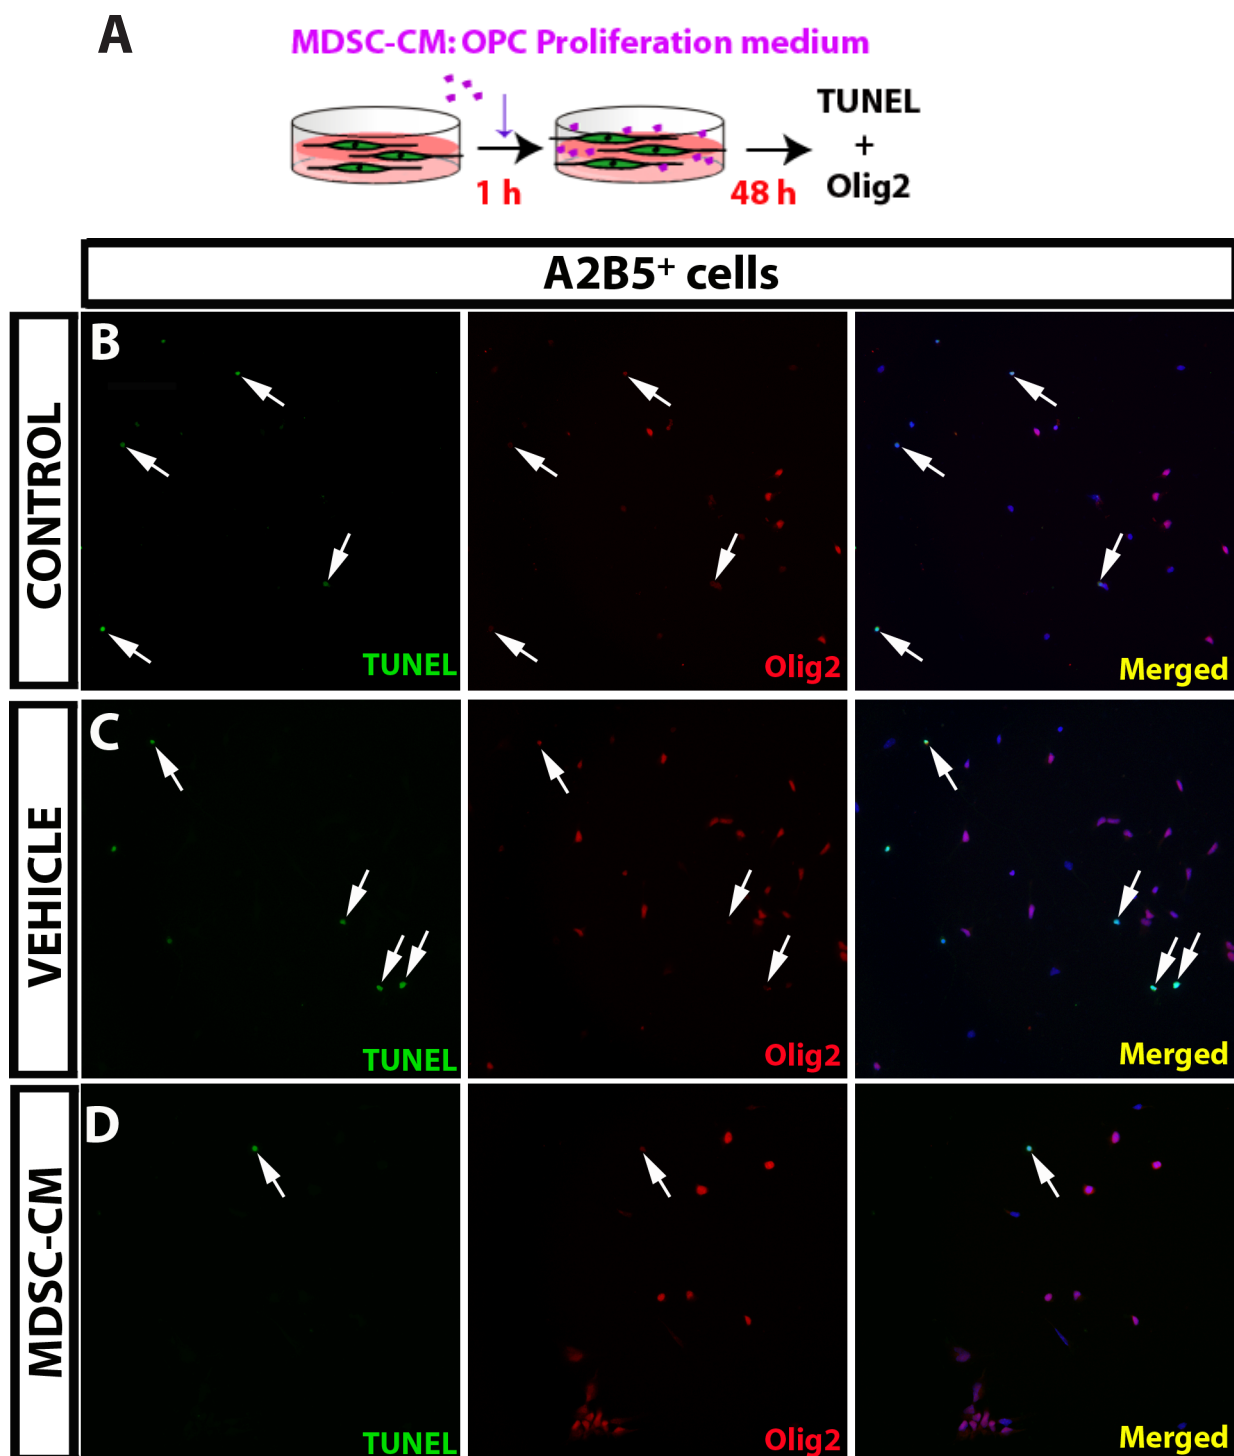 A
MDSC-CM: OPC Proliferation medium
1 h
48 h
TUNEL
+
Olig2
A2B5⁺ cells
CONTROL
B
TUNEL
Olig2
Merged
VEHICLE
C
TUNEL
Olig2
Merged
MDSC-CM
D
TUNEL
Olig2
Merged